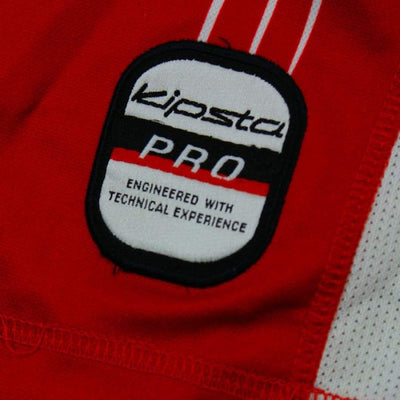 Kipsta
PRO
ENGINEERED WITH
TECHNICAL EXPERIENCE